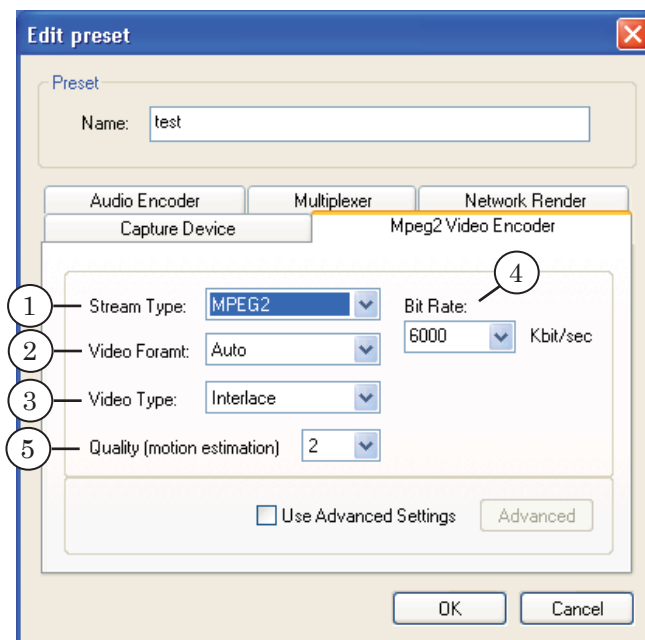 Edit preset
Preset
Name: test
Audio Encoder Multiplexer Network Render
Capture Device Mpeg2 Video Encoder
4
1 Stream Type: MPEG2 Bit Rate:
2 Video Foramt: Auto 6000 Kbit/sec
3 Video Type: Interlace
5 Quality (motion estimation) 2
Use Advanced Settings Advanced
OK Cancel